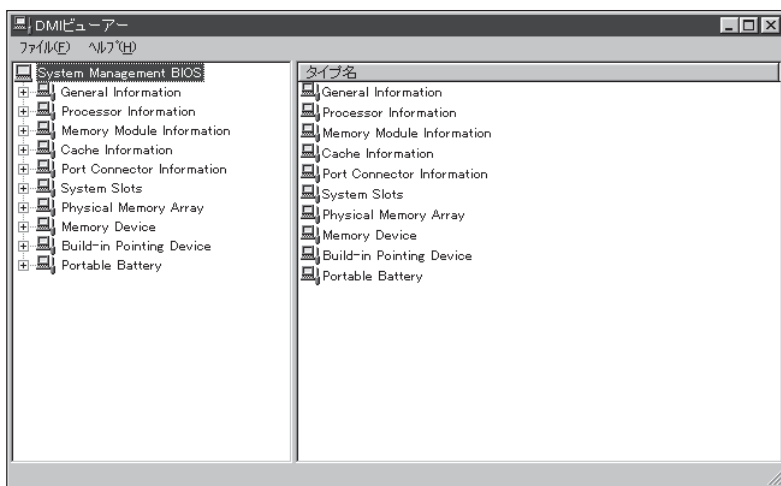 DMIビューアー
ファイル(F) ヘルプ(H)
System Management BIOS
General Information
Processor Information
Memory Module Information
Cache Information
Port Connector Information
System Slots
Physical Memory Array
Memory Device
Build-in Pointing Device
Portable Battery
タイプ名
General Information
Processor Information
Memory Module Information
Cache Information
Port Connector Information
System Slots
Physical Memory Array
Memory Device
Build-in Pointing Device
Portable Battery